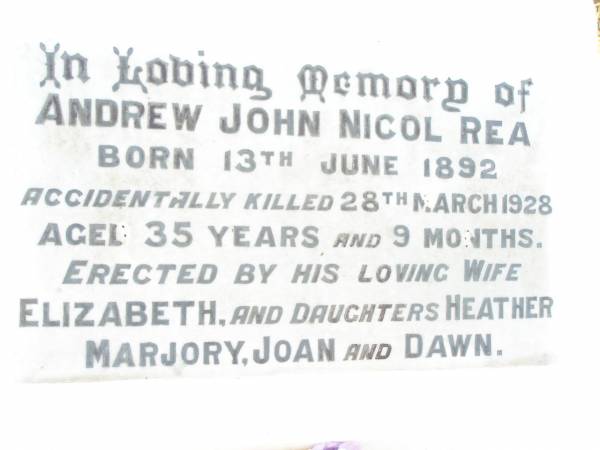 In Loving Memory of
ANDREW JOHN NICOL REA
BORN 13TH JUNE 1892
ACCIDENTALLY KILLED 28TH MARCH 1928
AGED 35 YEARS AND 9 MONTHS.
ERECTED BY HIS LOVING WIFE
ELIZABETH, AND DAUGHTERS HEATHER
MARJORY, JOAN AND DAWN.